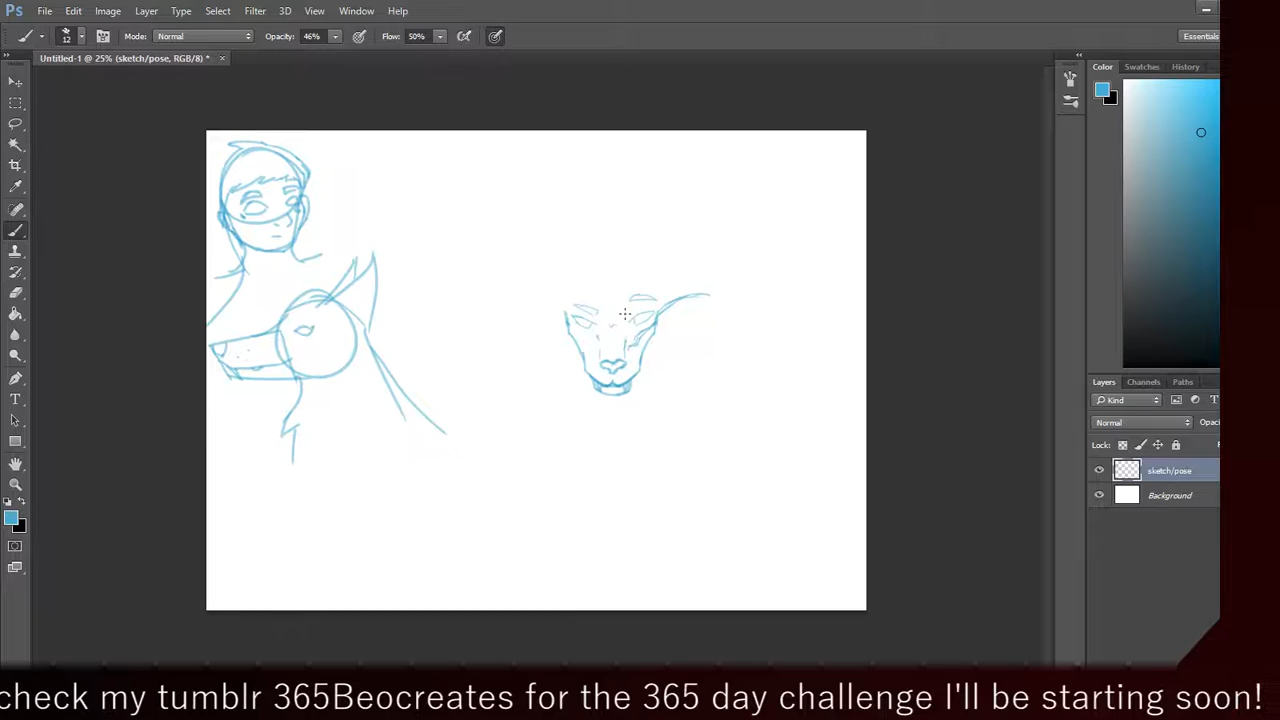 Ps File Edit Image Layer Type Select Filter 3D View Window Help
12 Mode: Normal Opacity: 46% Flow: 50% Essentials
Untitled-1 @ 25% (sketch/pose, RGB/8) *
Color Swatches History
Layers Channels Paths
Kind
Normal Opac
Lock:
sketch/pose
Background
check my tumblr 365Beocreates for the 365 day challenge I'll be starting soon!